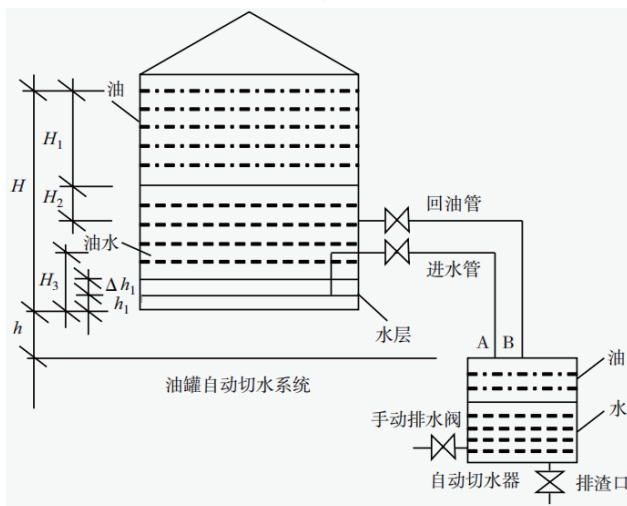 油
H₁
H
H₂
回油管
油水
进水管
H₃
Δh₁
h₁
水层
h
A B
油
油罐自动切水系统
水
手动排水阀
自动切水器
排渣口